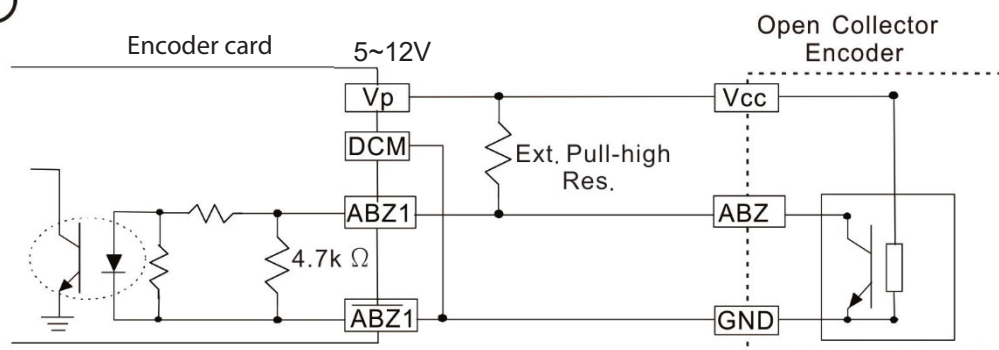 Open Collector
Encoder
Encoder card
5~12V
Vp
Vcc
DCM
Ext. Pull-high
Res.
ABZ1
ABZ
4.7k Ω
A̅B̅Z̅1̅
GND